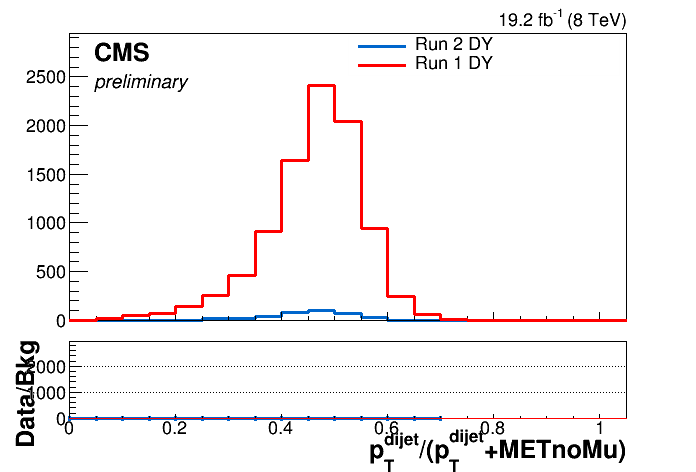 19.2 fb⁻¹ (8 TeV)
CMS
preliminary
Run 2 DY
Run 1 DY
2500
2000
1500
1000
500
0
Data/Bkg
2000
1000
0
0 0.2 0.4 0.6 0.8 1
p_T^dijet/(p_T^dijet+METnoMu)